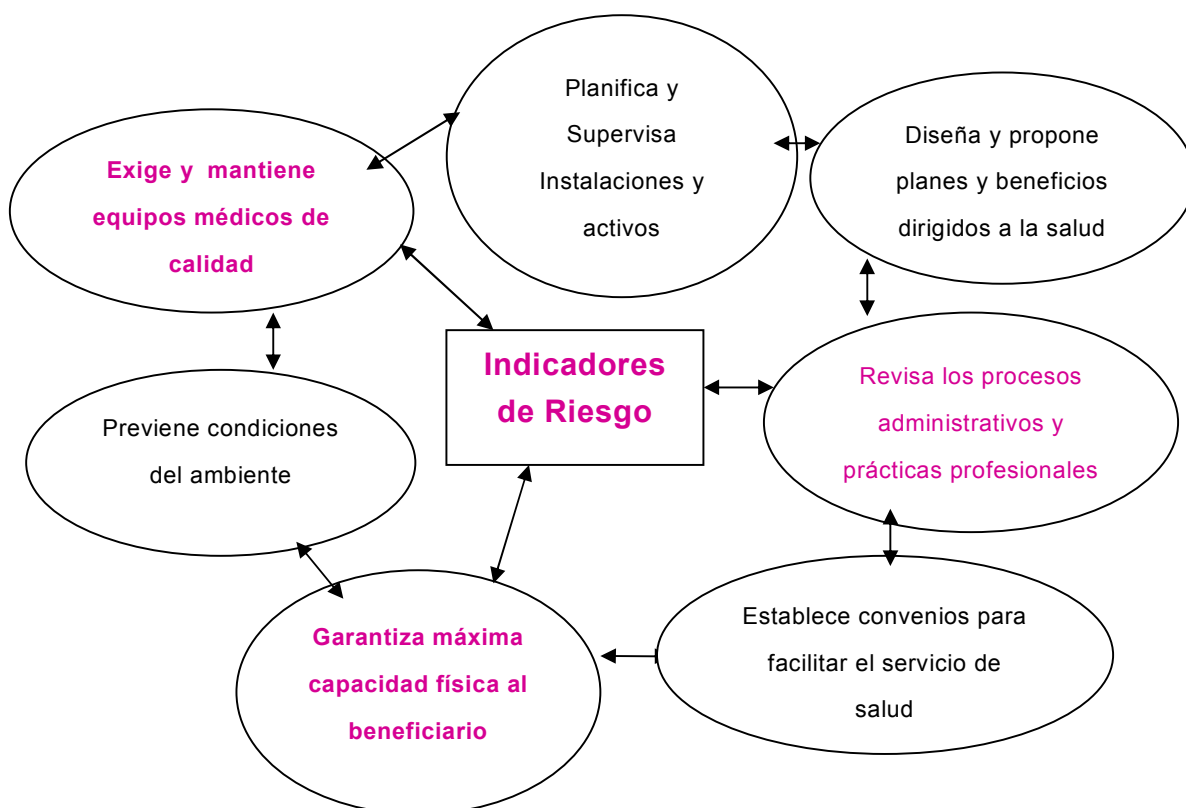 Planifica y
Supervisa
Instalaciones y
activos
Diseña y propone
planes y beneficios
dirigidos a la salud
Exige y mantiene
equipos médicos de
calidad
Indicadores
de Riesgo
Revisa los procesos
administrativos y
prácticas profesionales
Previene condiciones
del ambiente
Establece convenios para
facilitar el servicio de
salud
Garantiza máxima
capacidad física al
beneficiario